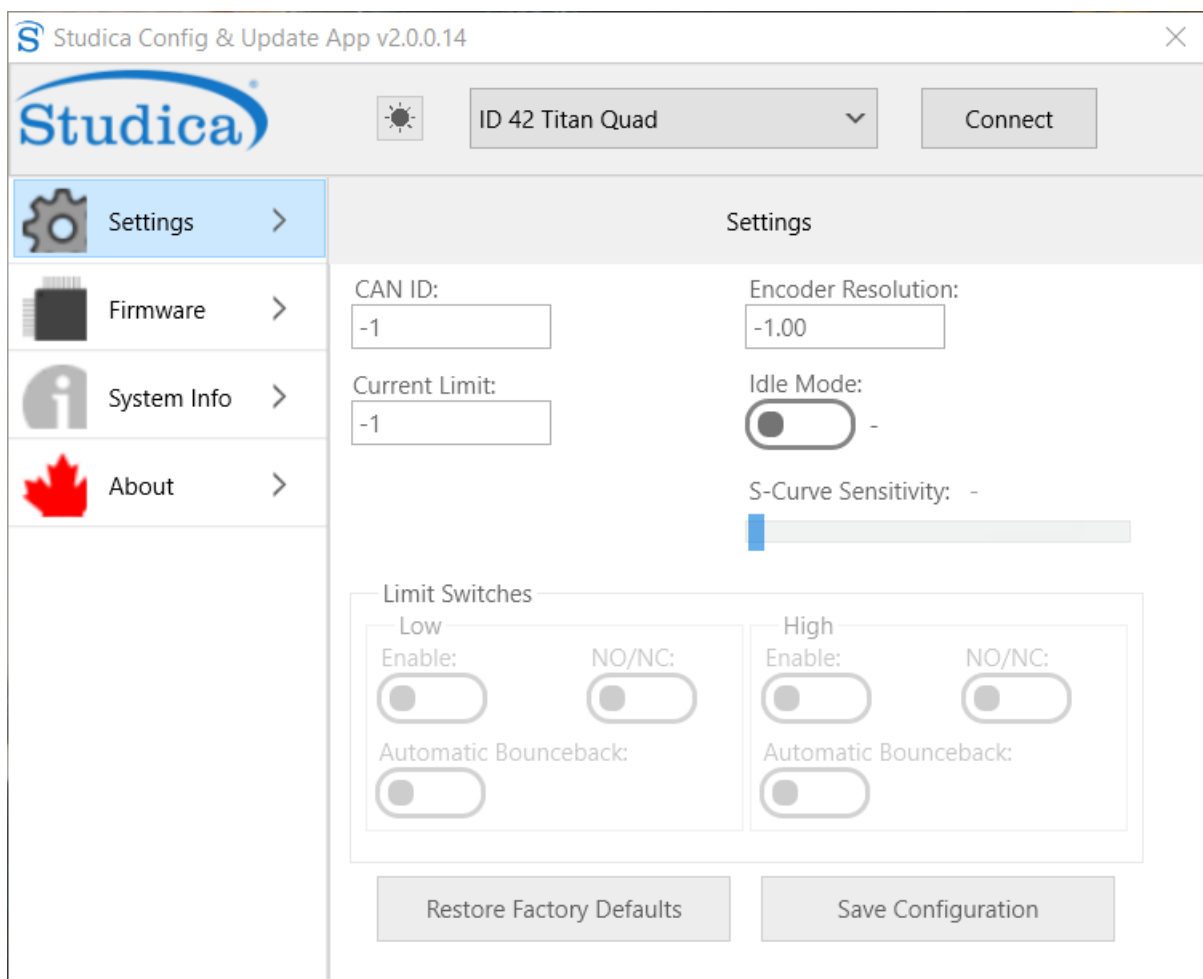 Studica Config & Update App v2.0.0.14
Studica
ID 42 Titan Quad
Connect
Settings
Firmware
System Info
About
Settings
CAN ID:
-1
Encoder Resolution:
-1.00
Current Limit:
-1
Idle Mode:
-
S-Curve Sensitivity: -
Limit Switches
Low
Enable:
NO/NC:
Automatic Bounceback:
High
Enable:
NO/NC:
Automatic Bounceback:
Restore Factory Defaults
Save Configuration